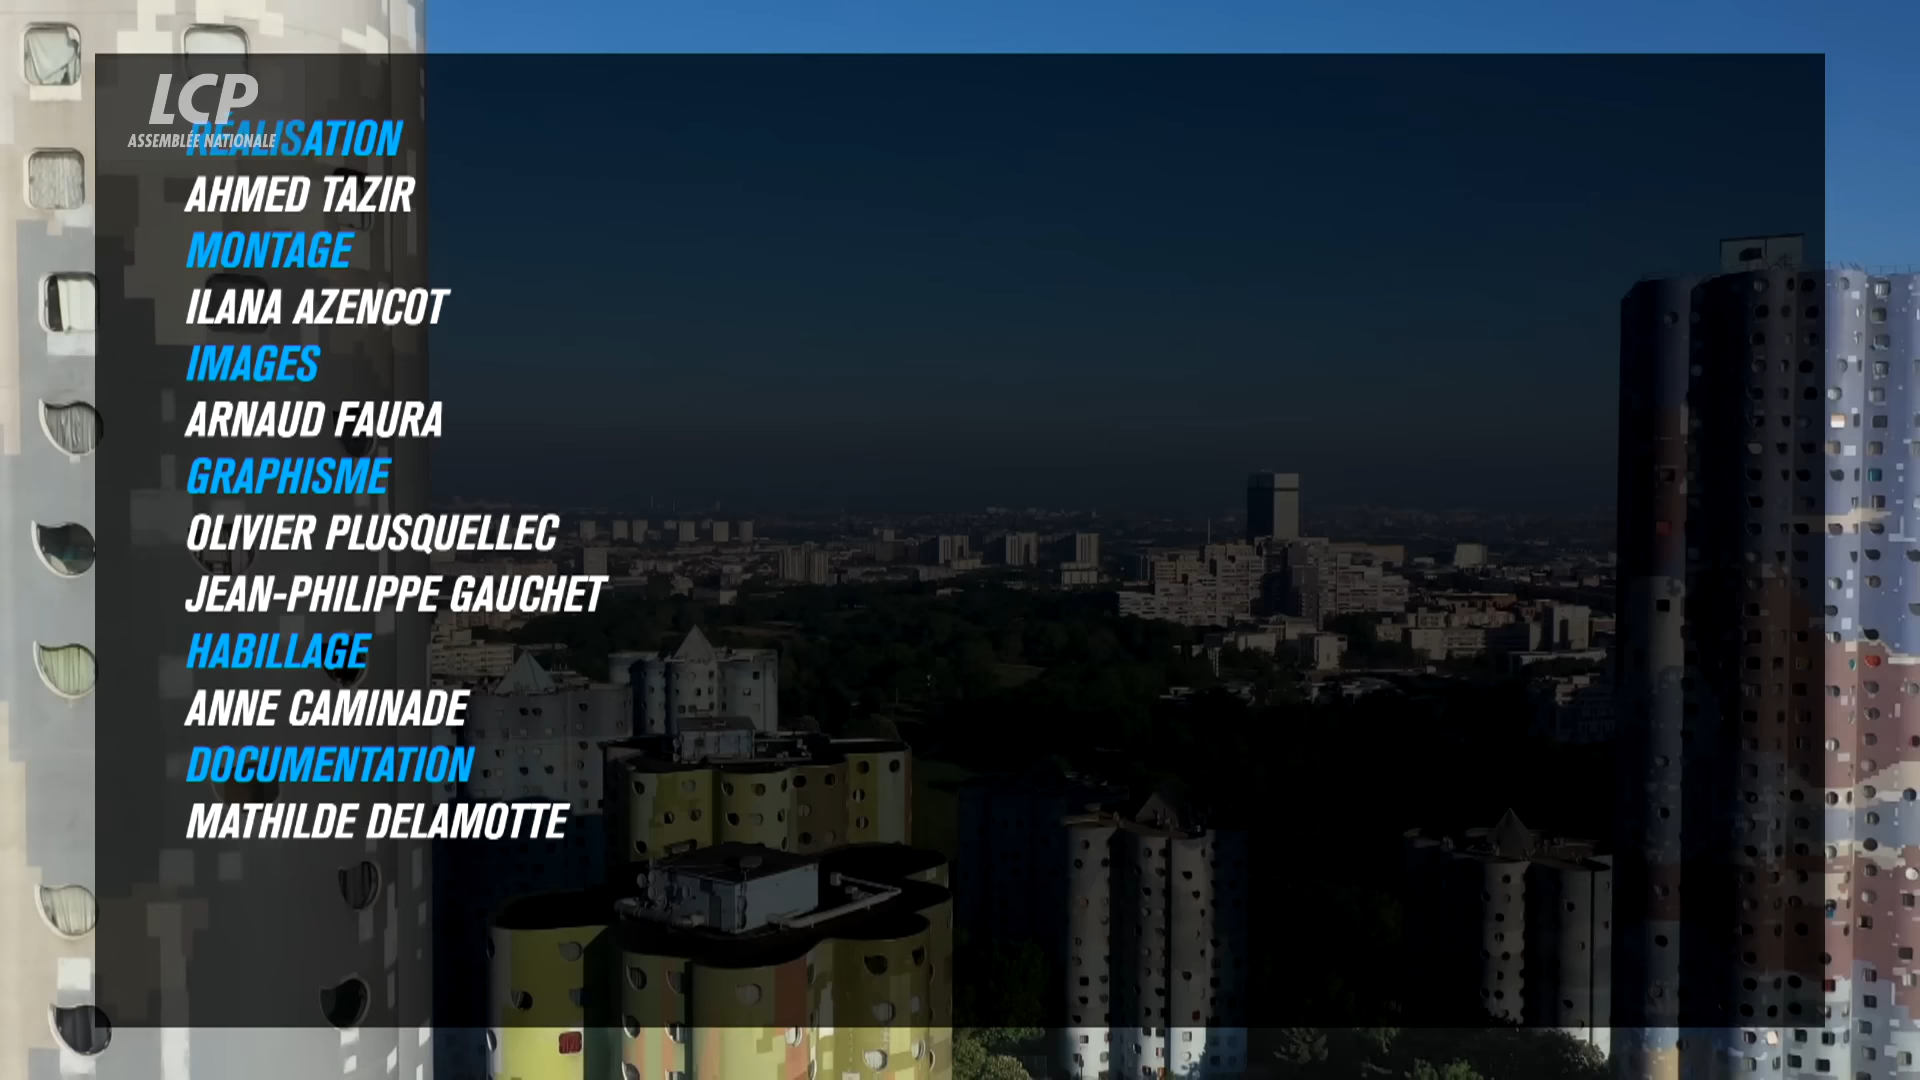 LCP
ASSEMBLÉE NATIONALE
RÉALISATION
AHMED TAZIR
MONTAGE
ILANA AZENCOT
IMAGES
ARNAUD FAURA
GRAPHISME
OLIVIER PLUSQUELLEC
JEAN-PHILIPPE GAUCHET
HABILLAGE
ANNE CAMINADE
DOCUMENTATION
MATHILDE DELAMOTTE